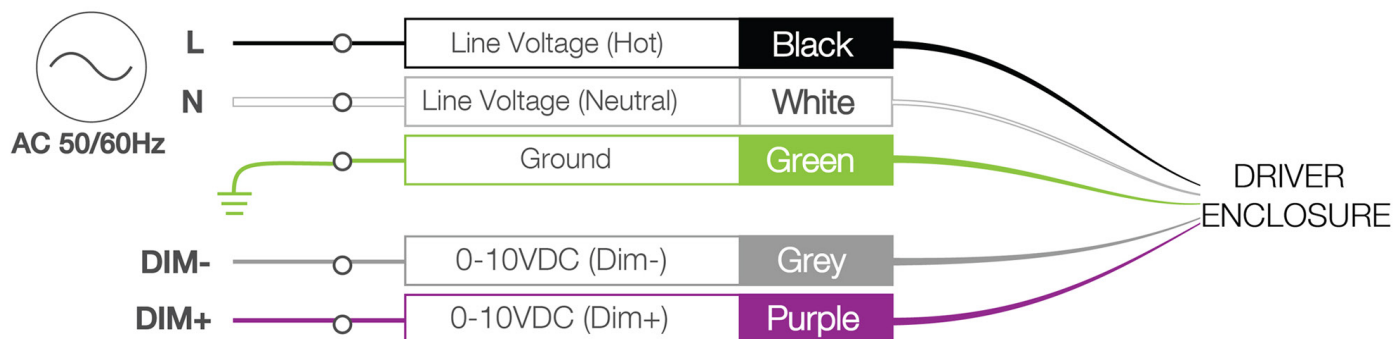 L
Line Voltage (Hot)
Black
N
Line Voltage (Neutral)
White
AC 50/60Hz
Ground
Green
DRIVER
ENCLOSURE
DIM-
0-10VDC (Dim-)
Grey
DIM+
0-10VDC (Dim+)
Purple